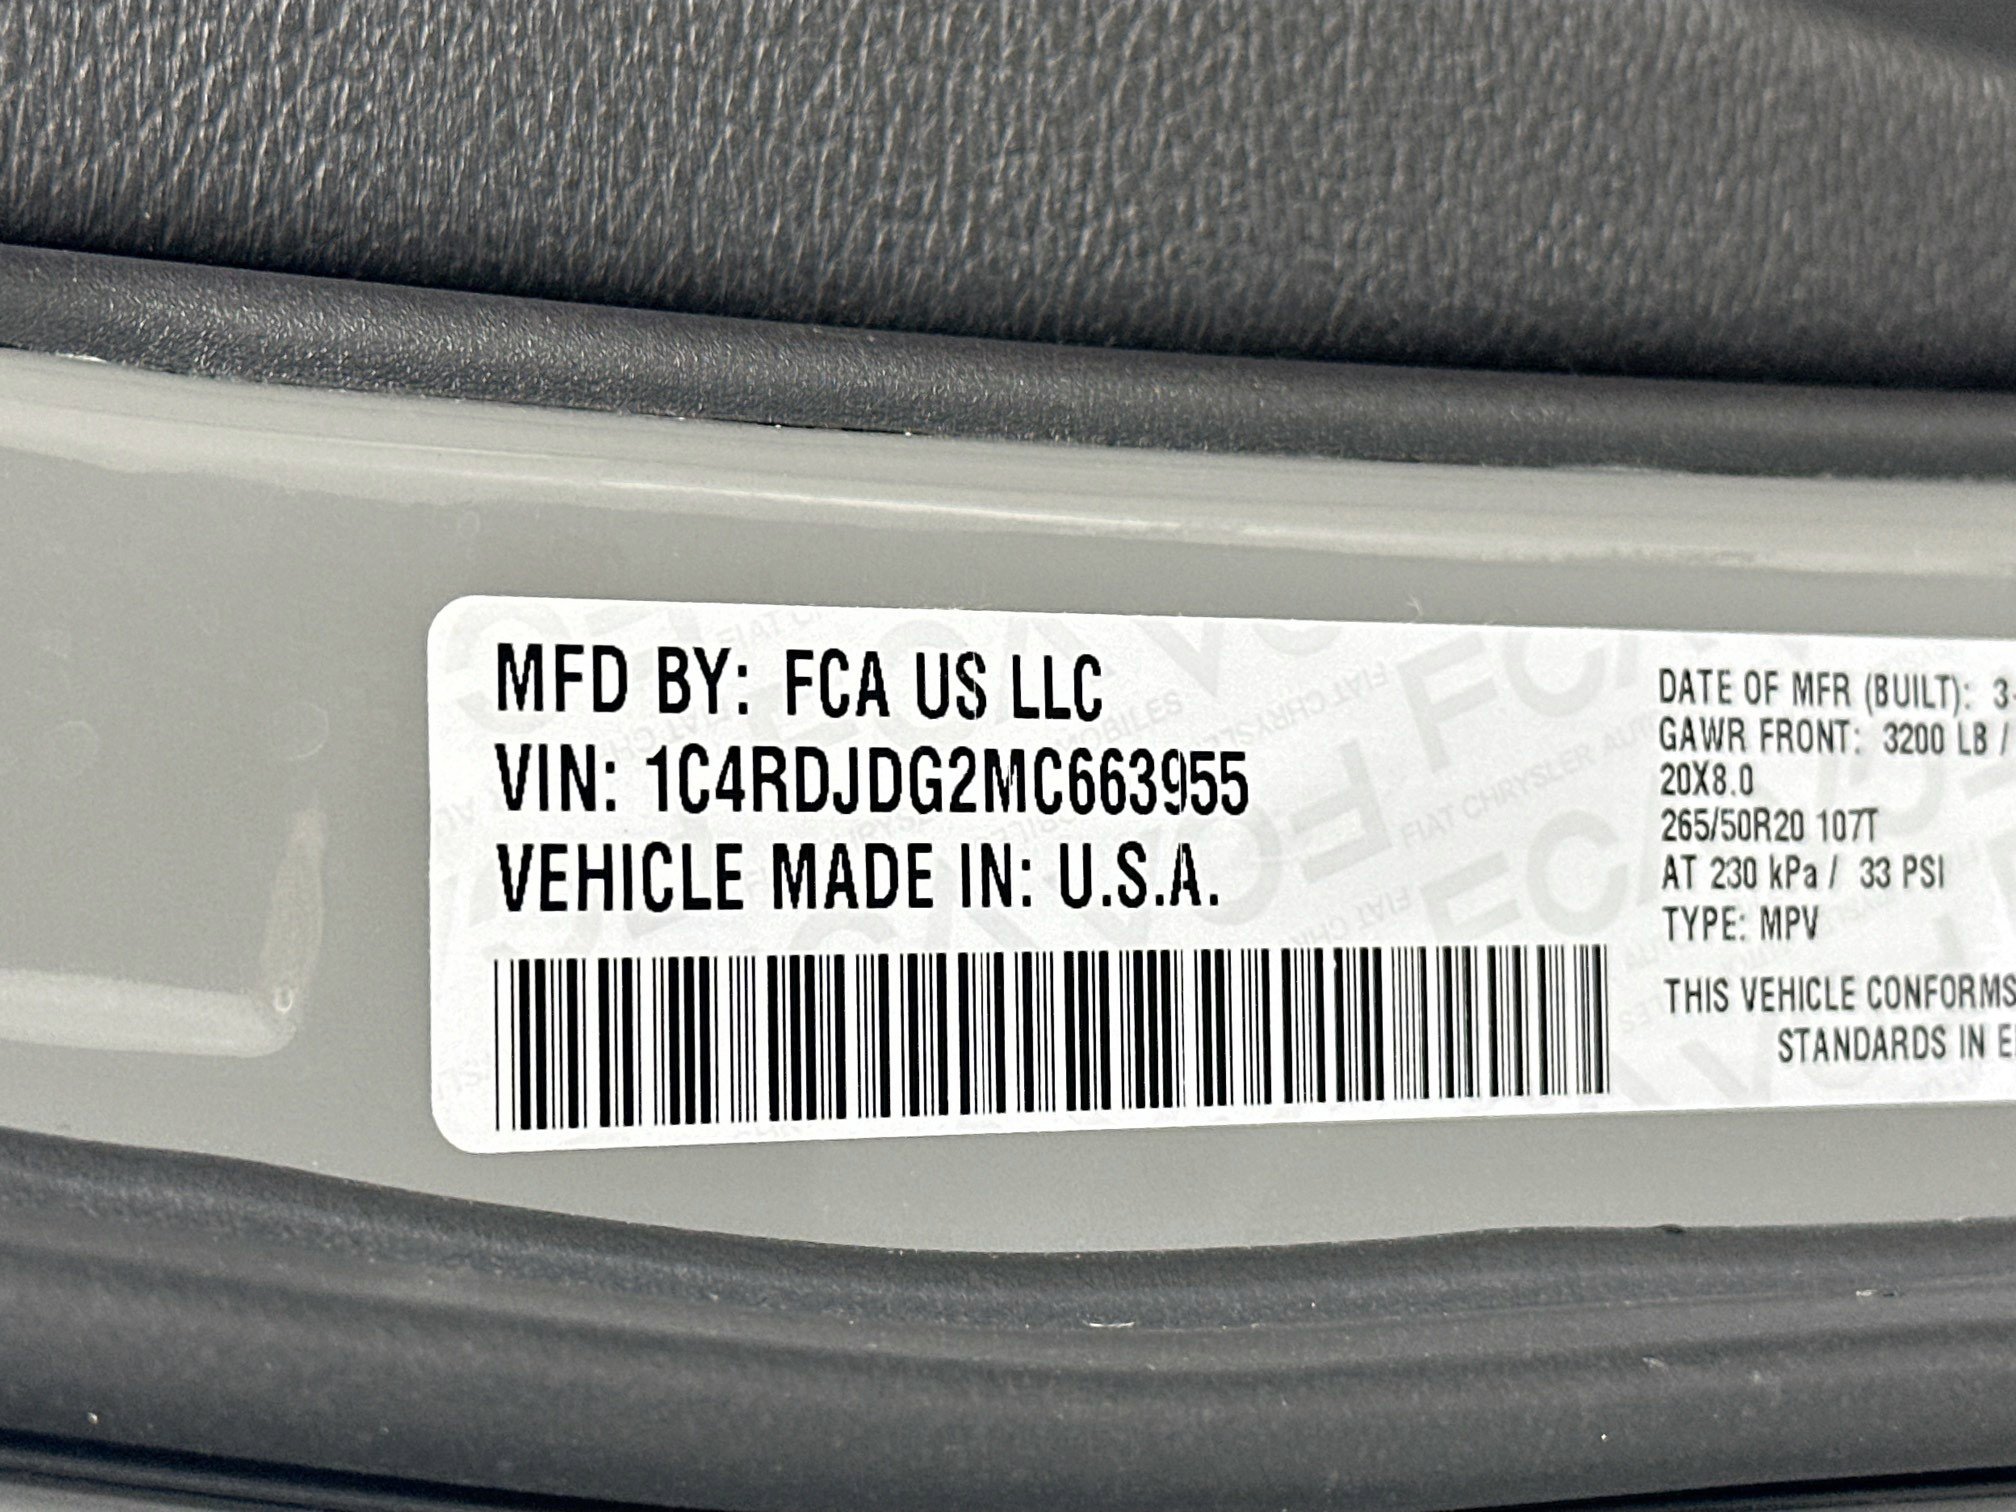 MFD BY: FCA US LLC
VIN: 1C4RDJDG2MC663955
VEHICLE MADE IN: U.S.A.
DATE OF MFR (BUILT): 3-
GAWR FRONT: 3200 LB /
20X8.0
265/50R20 107T
AT 230 kPa / 33 PSI
TYPE: MPV
THIS VEHICLE CONFORMS
STANDARDS IN E